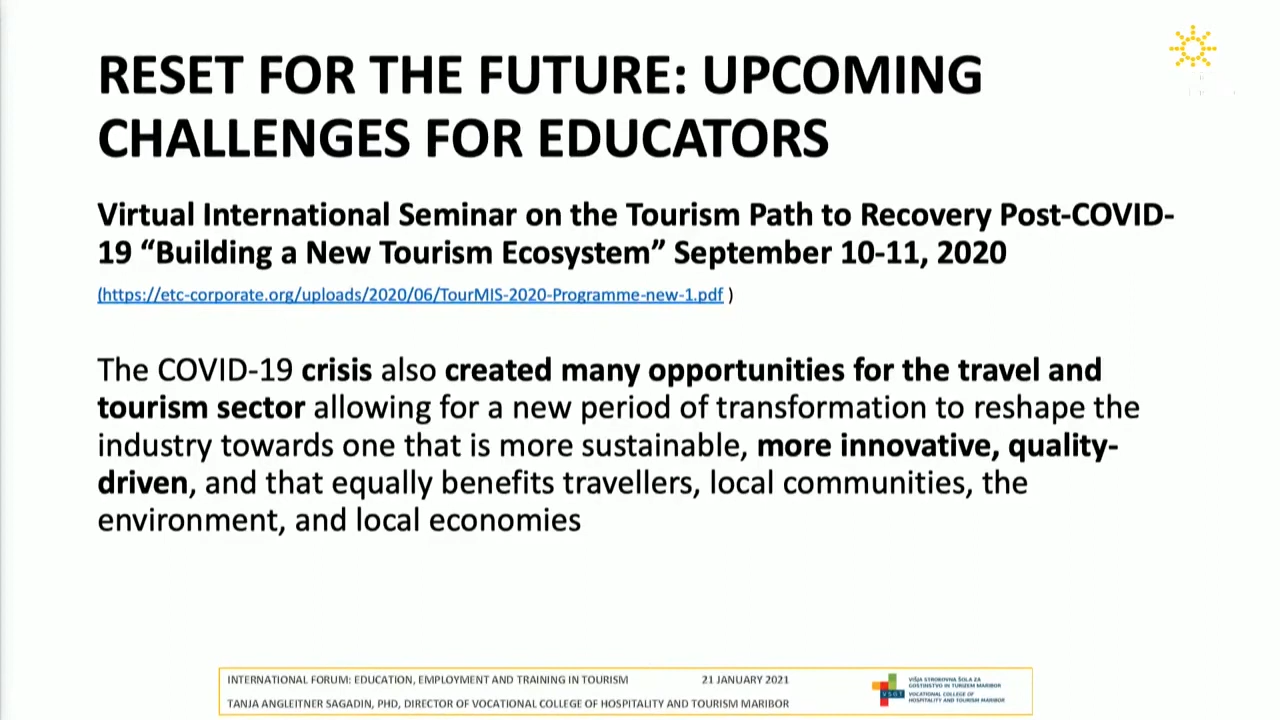 RESET FOR THE FUTURE: UPCOMING
CHALLENGES FOR EDUCATORS
Virtual International Seminar on the Tourism Path to Recovery Post-COVID-
19 “Building a New Tourism Ecosystem” September 10-11, 2020
(https://etc-corporate.org/uploads/2020/06/TourMIS-2020-Programme-new-1.pdf )
The COVID-19 crisis also created many opportunities for the travel and
tourism sector allowing for a new period of transformation to reshape the
industry towards one that is more sustainable, more innovative, quality-
driven, and that equally benefits travellers, local communities, the
environment, and local economies
INTERNATIONAL FORUM: EDUCATION, EMPLOYMENT AND TRAINING IN TOURISM 21 JANUARY 2021
TANJA ANGLEITNER SAGADIN, PHD, DIRECTOR OF VOCATIONAL COLLEGE OF HOSPITALITY AND TOURISM MARIBOR
VSGT
VIŠJA STROKOVNA ŠOLA ZA
GOSTINSTVO IN TURIZEM MARIBOR
VOCATIONAL COLLEGE OF
HOSPITALITY AND TOURISM MARIBOR